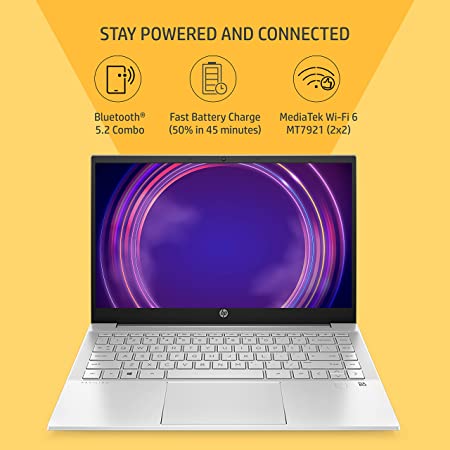 STAY POWERED AND CONNECTED
Bluetooth®
5.2 Combo
Fast Battery Charge
(50% in 45 minutes)
MediaTek Wi-Fi 6
MT7921 (2x2)
hp